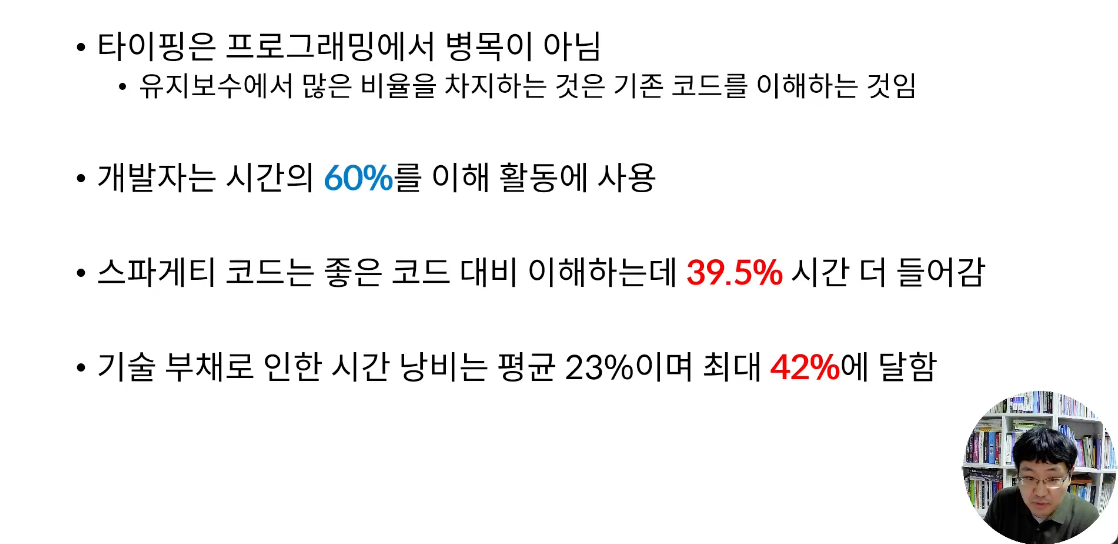 • 타이핑은 프로그래밍에서 병목이 아님
• 유지보수에서 많은 비율을 차지하는 것은 기존 코드를 이해하는 것임
• 개발자는 시간의 60%를 이해 활동에 사용
• 스파게티 코드는 좋은 코드 대비 이해하는데 39.5% 시간 더 들어감
• 기술 부채로 인한 시간 낭비는 평균 23%이며 최대 42%에 달함